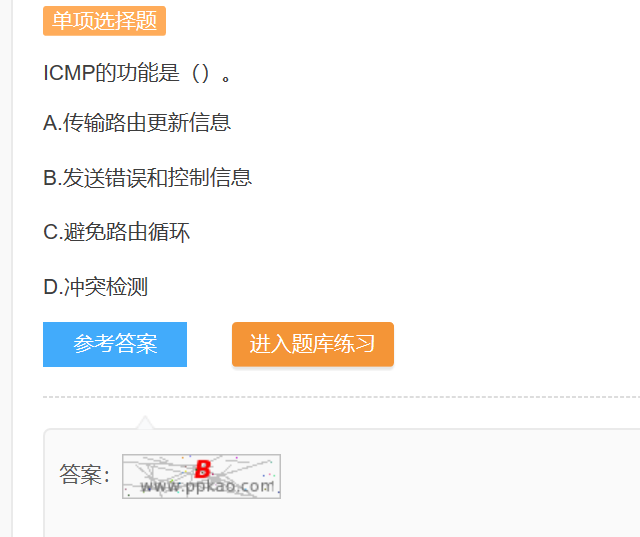 单项选择题
ICMP的功能是（）。
A.传输路由更新信息
B.发送错误和控制信息
C.避免路由循环
D.冲突检测
参考答案 进入题库练习
答案： B
www.ppkao.com